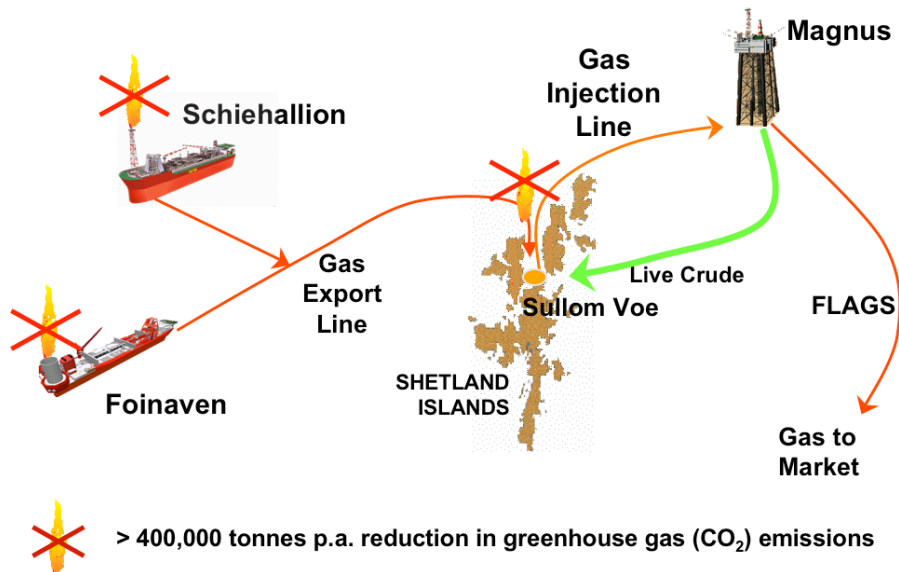 Magnus
Gas
Injection
Line
Schiehallion
Gas
Export
Line
Live Crude
Sullom Voe
FLAGS
SHETLAND
ISLANDS
Foinaven
Gas to
Market
> 400,000 tonnes p.a. reduction in greenhouse gas (CO₂) emissions